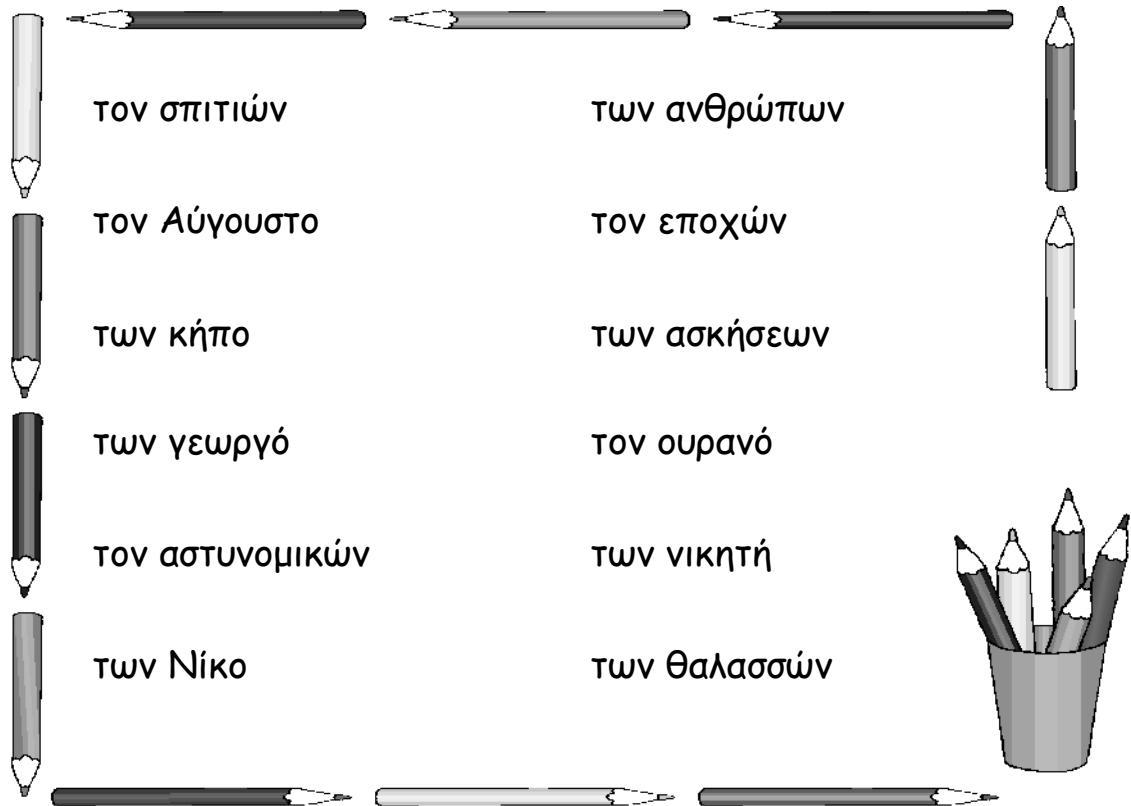 τον σπιτιών
των ανθρώπων
τον Αύγουστο
τον εποχών
των κήπο
των ασκήσεων
των γεωργό
τον ουρανό
τον αστυνομικών
των νικητή
των Νίκο
των θαλασσών